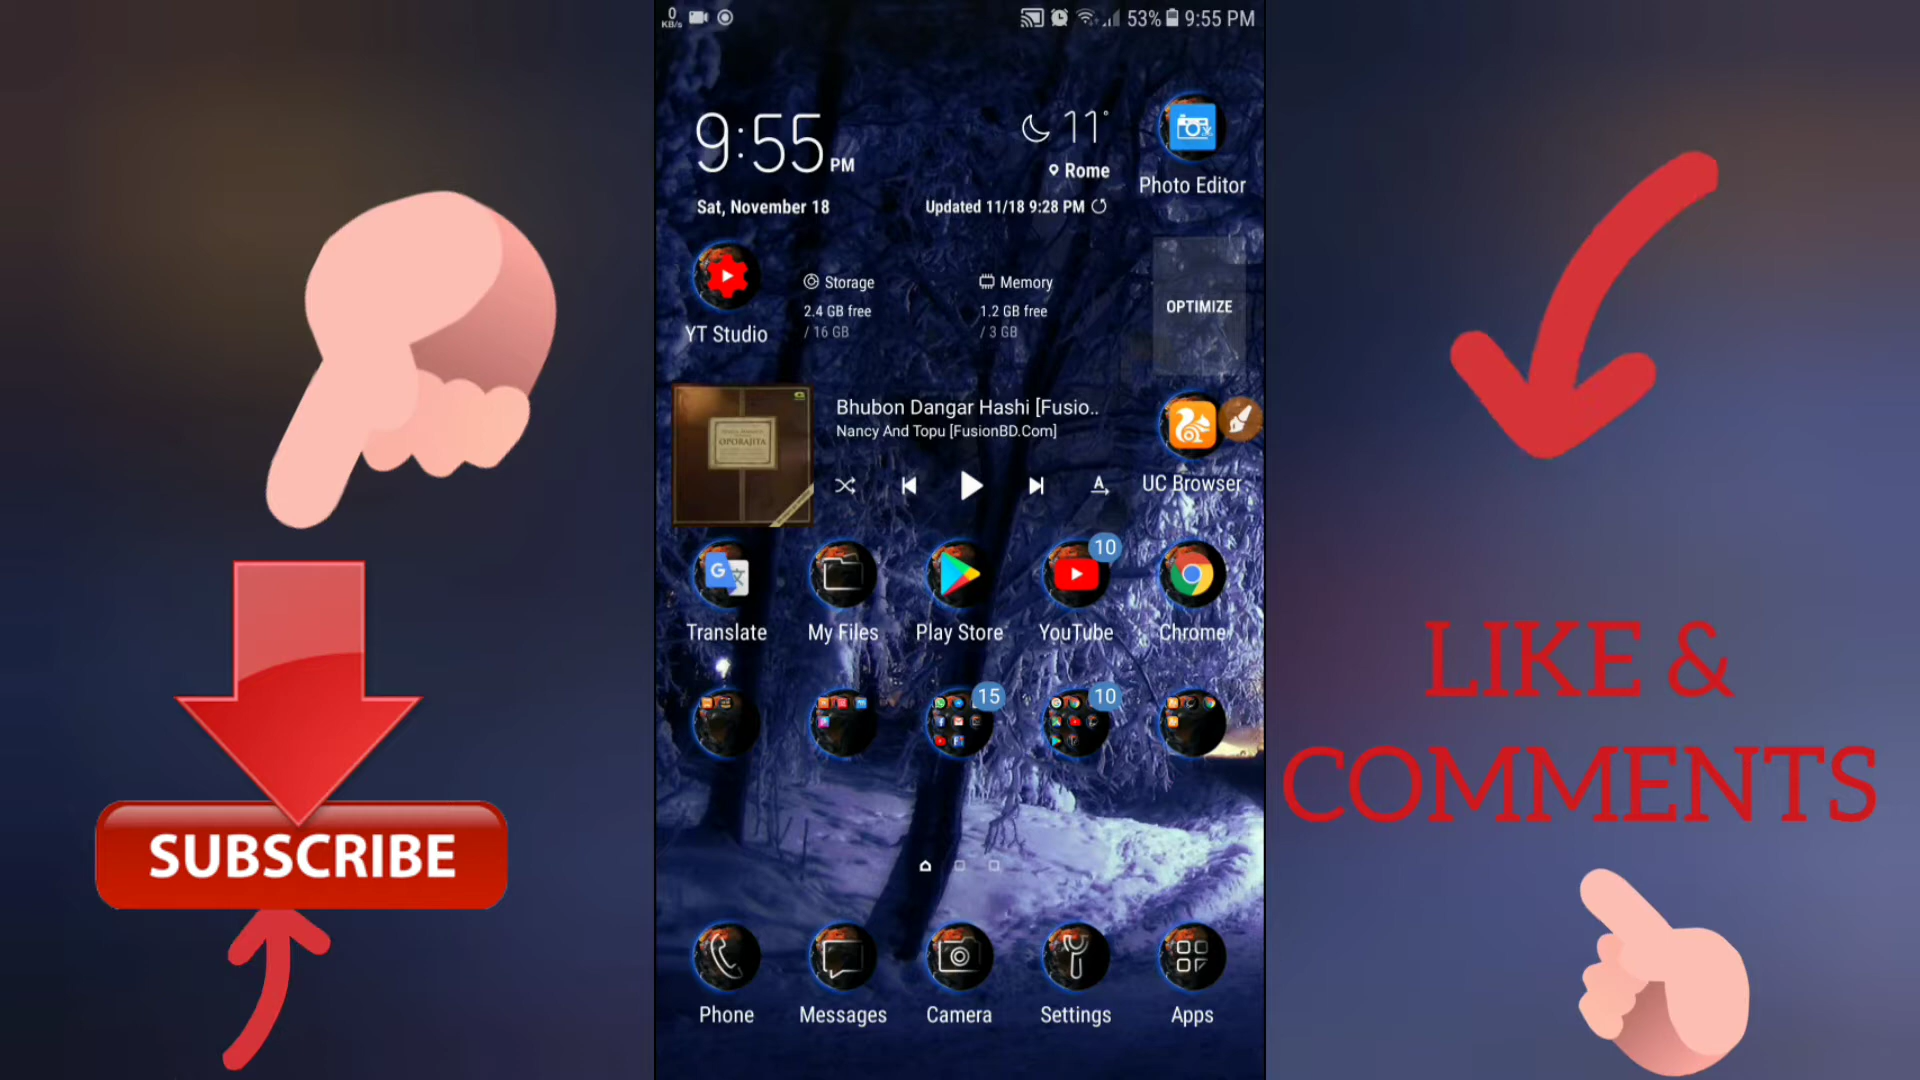 0
KB/s
53% 9:55 PM
9:55 PM
11°
Rome
Sat, November 18
Updated 11/18 9:28 PM
Photo Editor
YT Studio
Storage
2.4 GB free
/ 16 GB
Memory
1.2 GB free
/ 3 GB
OPTIMIZE
OPORAJITA
Bhubon Dangar Hashi [Fusio..
Nancy And Topu [FusionBD.Com]
A
UC Browser
10
Translate
My Files
Play Store
YouTube
Chrome
15
10
Phone
Messages
Camera
Settings
Apps
SUBSCRIBE
LIKE &
COMMENTS